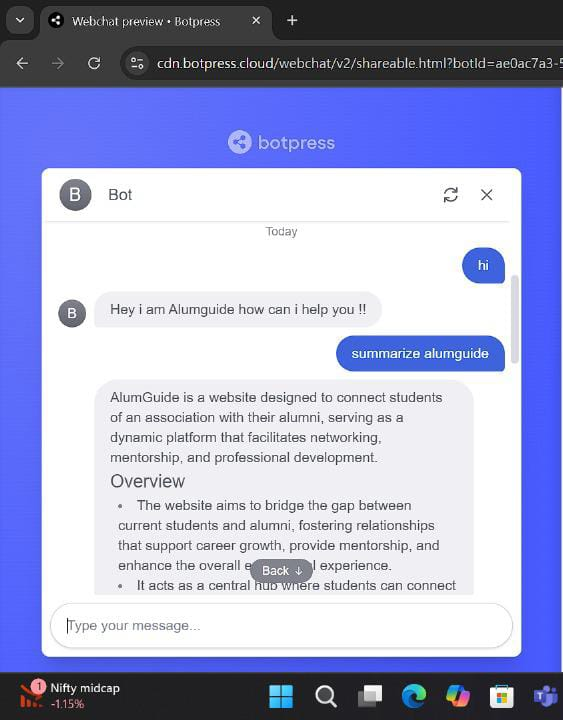 Webchat preview • Botpress
cdn.botpress.cloud/webchat/v2/shareable.html?botId=ae0ac7a3-5
botpress
B Bot
Today
hi
B Hey i am Alumguide how can i help you !!
summarize alumguide
AlumGuide is a website designed to connect students
of an association with their alumni, serving as a
dynamic platform that facilitates networking,
mentorship, and professional development.
Overview
• The website aims to bridge the gap between
current students and alumni, fostering relationships
that support career growth, provide mentorship, and
enhance the overall e l experience.
Back ↓
• It acts as a central hub where students can connect
Type your message...
1 Nifty midcap
-1.15%